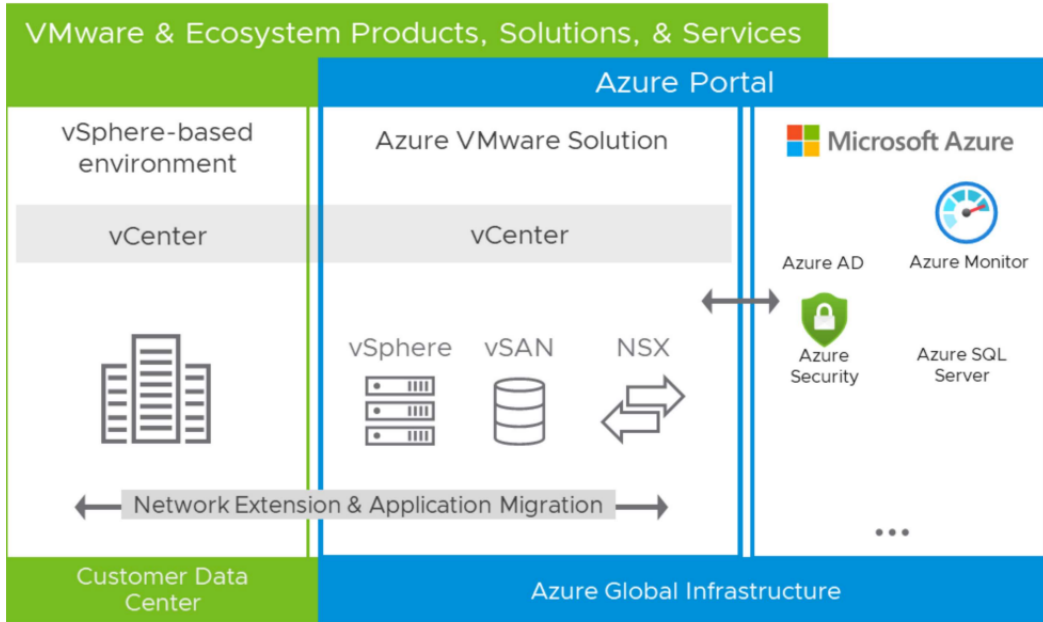 VMware & Ecosystem Products, Solutions, & Services
Azure Portal
vSphere-based
environment
Azure VMware Solution
Microsoft Azure
vCenter
vCenter
Azure AD
Azure Monitor
vSphere
vSAN
NSX
Azure
Security
Azure SQL
Server
Network Extension & Application Migration
...
Customer Data
Center
Azure Global Infrastructure